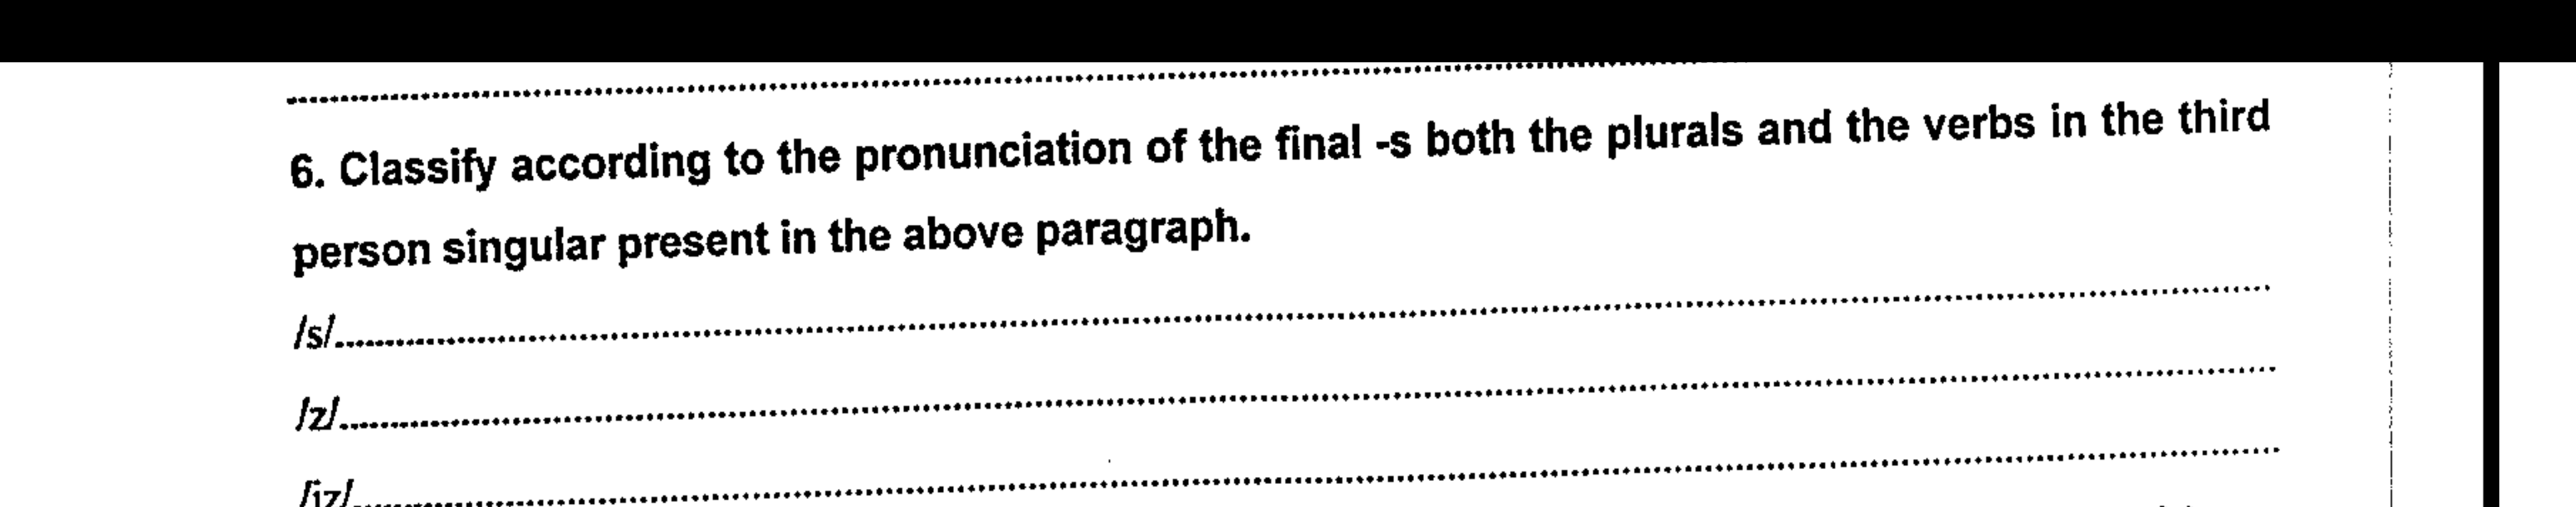 6. Classify according to the pronunciation of the final -s both the plurals and the verbs in the third
person singular present in the above paragraph.
/s/
/z/
/ɪz/